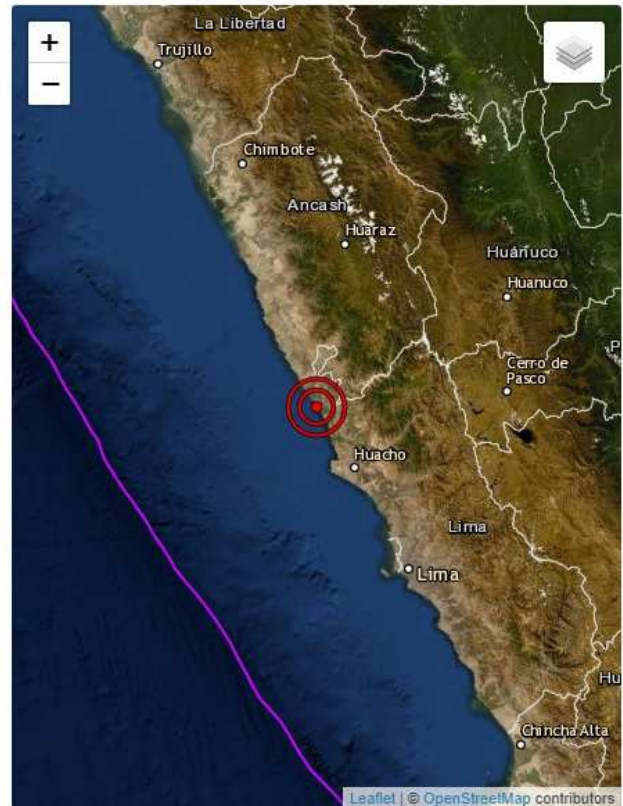 +
−
La Libertad
Trujillo
Chimbote
Ancash
Huaraz
Huánuco
Huanuco
P
Cerro de
Pasco
Huacho
Lima
Lima
Hu
Chincha Alta
Leaflet | © OpenStreetMap contributors